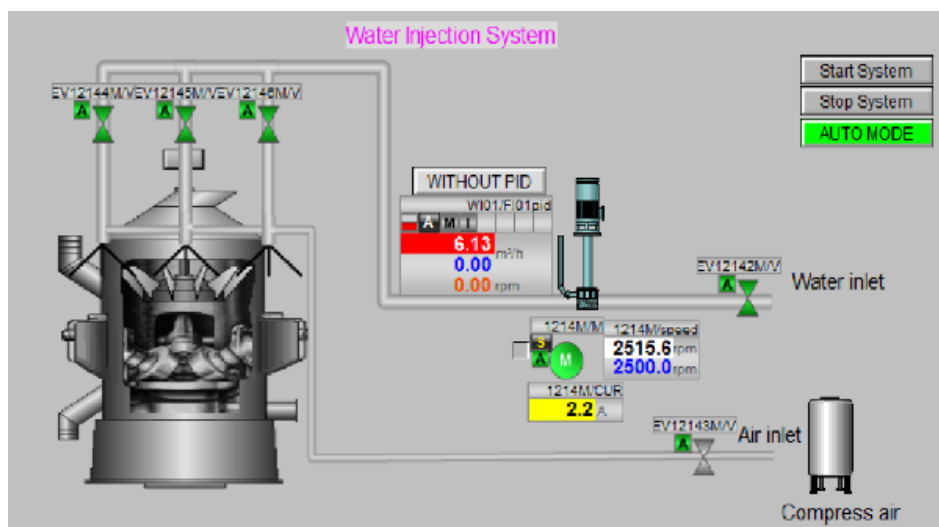 Water Injection System
Start System
Stop System
AUTO MODE
EV12144M/V
EV12145M/V
EV12146M/V
A
A
A
WITHOUT PID
WI01/FI01pid
A M I
6.13 m³/h
0.00
0.00 rpm
EV12142M/V
A
Water inlet
1214M/M
S
A
M
1214M/speed
2515.6 rpm
2500.0 rpm
1214M/CUR
2.2 A
EV12143M/V
A
Air inlet
Compress air